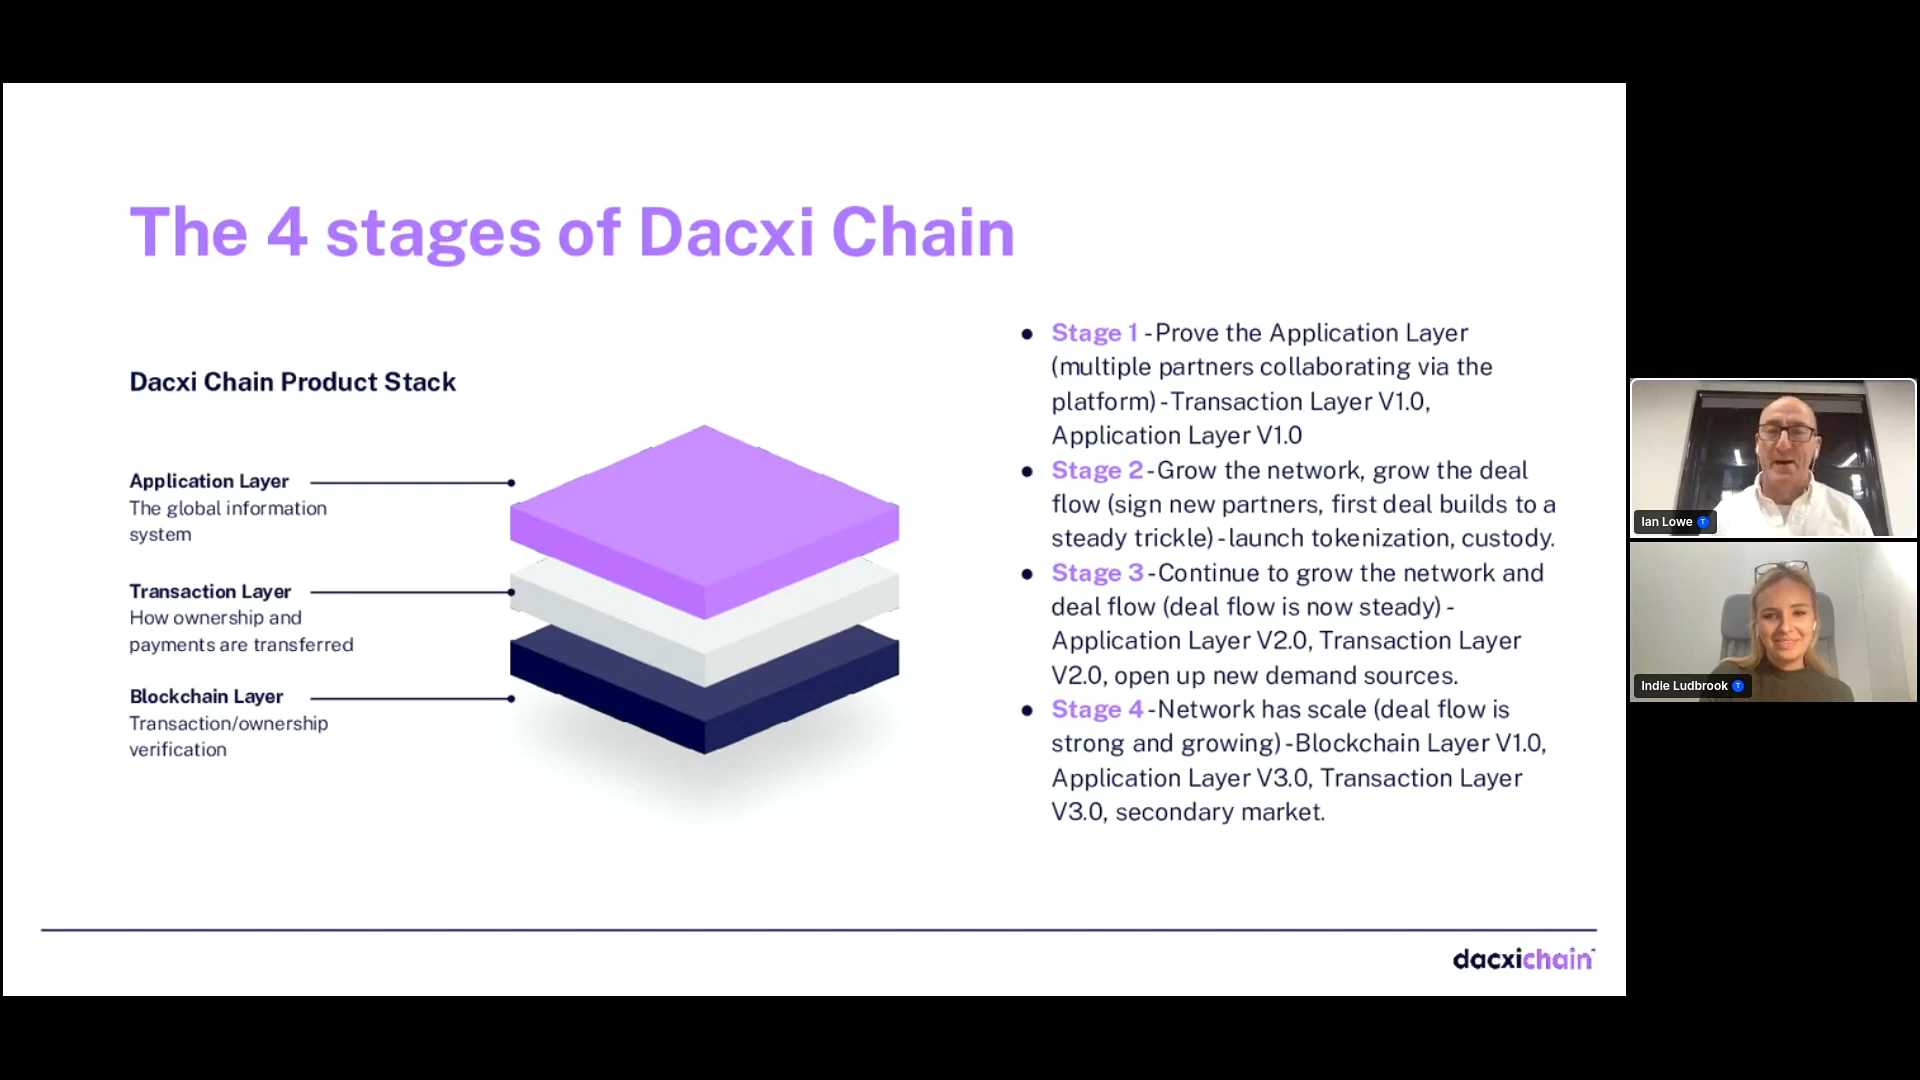 The 4 stages of Dacxi Chain
Dacxi Chain Product Stack
Application Layer
The global information
system
Transaction Layer
How ownership and
payments are transferred
Blockchain Layer
Transaction/ownership
verification
● Stage 1 - Prove the Application Layer
(multiple partners collaborating via the
platform) - Transaction Layer V1.0,
Application Layer V1.0
● Stage 2 - Grow the network, grow the deal
flow (sign new partners, first deal builds to a
steady trickle) - launch tokenization, custody.
● Stage 3 - Continue to grow the network and
deal flow (deal flow is now steady) -
Application Layer V2.0, Transaction Layer
V2.0, open up new demand sources.
● Stage 4 - Network has scale (deal flow is
strong and growing) - Blockchain Layer V1.0,
Application Layer V3.0, Transaction Layer
V3.0, secondary market.
dacxichain
Ian Lowe T
Indie Ludbrook T